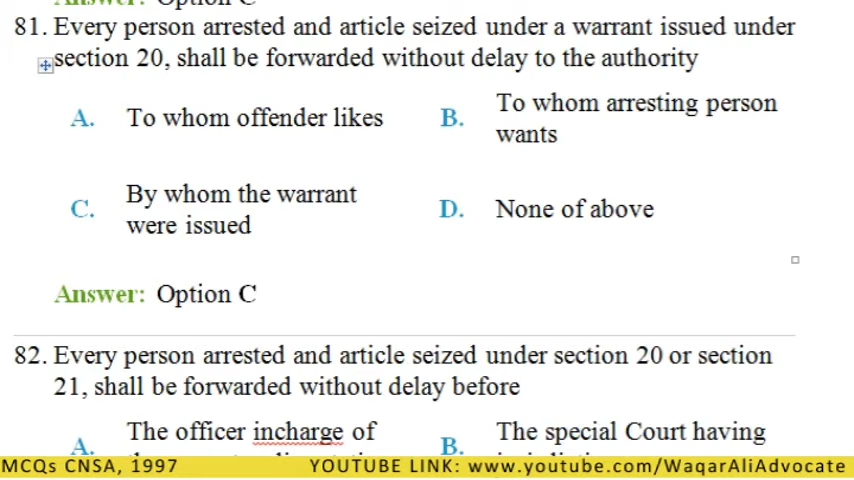 Answer: Option C
81. Every person arrested and article seized under a warrant issued under
section 20, shall be forwarded without delay to the authority
A. To whom offender likes
B. To whom arresting person
wants
C. By whom the warrant
were issued
D. None of above
Answer: Option C
82. Every person arrested and article seized under section 20 or section
21, shall be forwarded without delay before
A. The officer incharge of
B. The special Court having
MCQs CNSA, 1997 YOUTUBE LINK: www.youtube.com/WaqarAliAdvocate